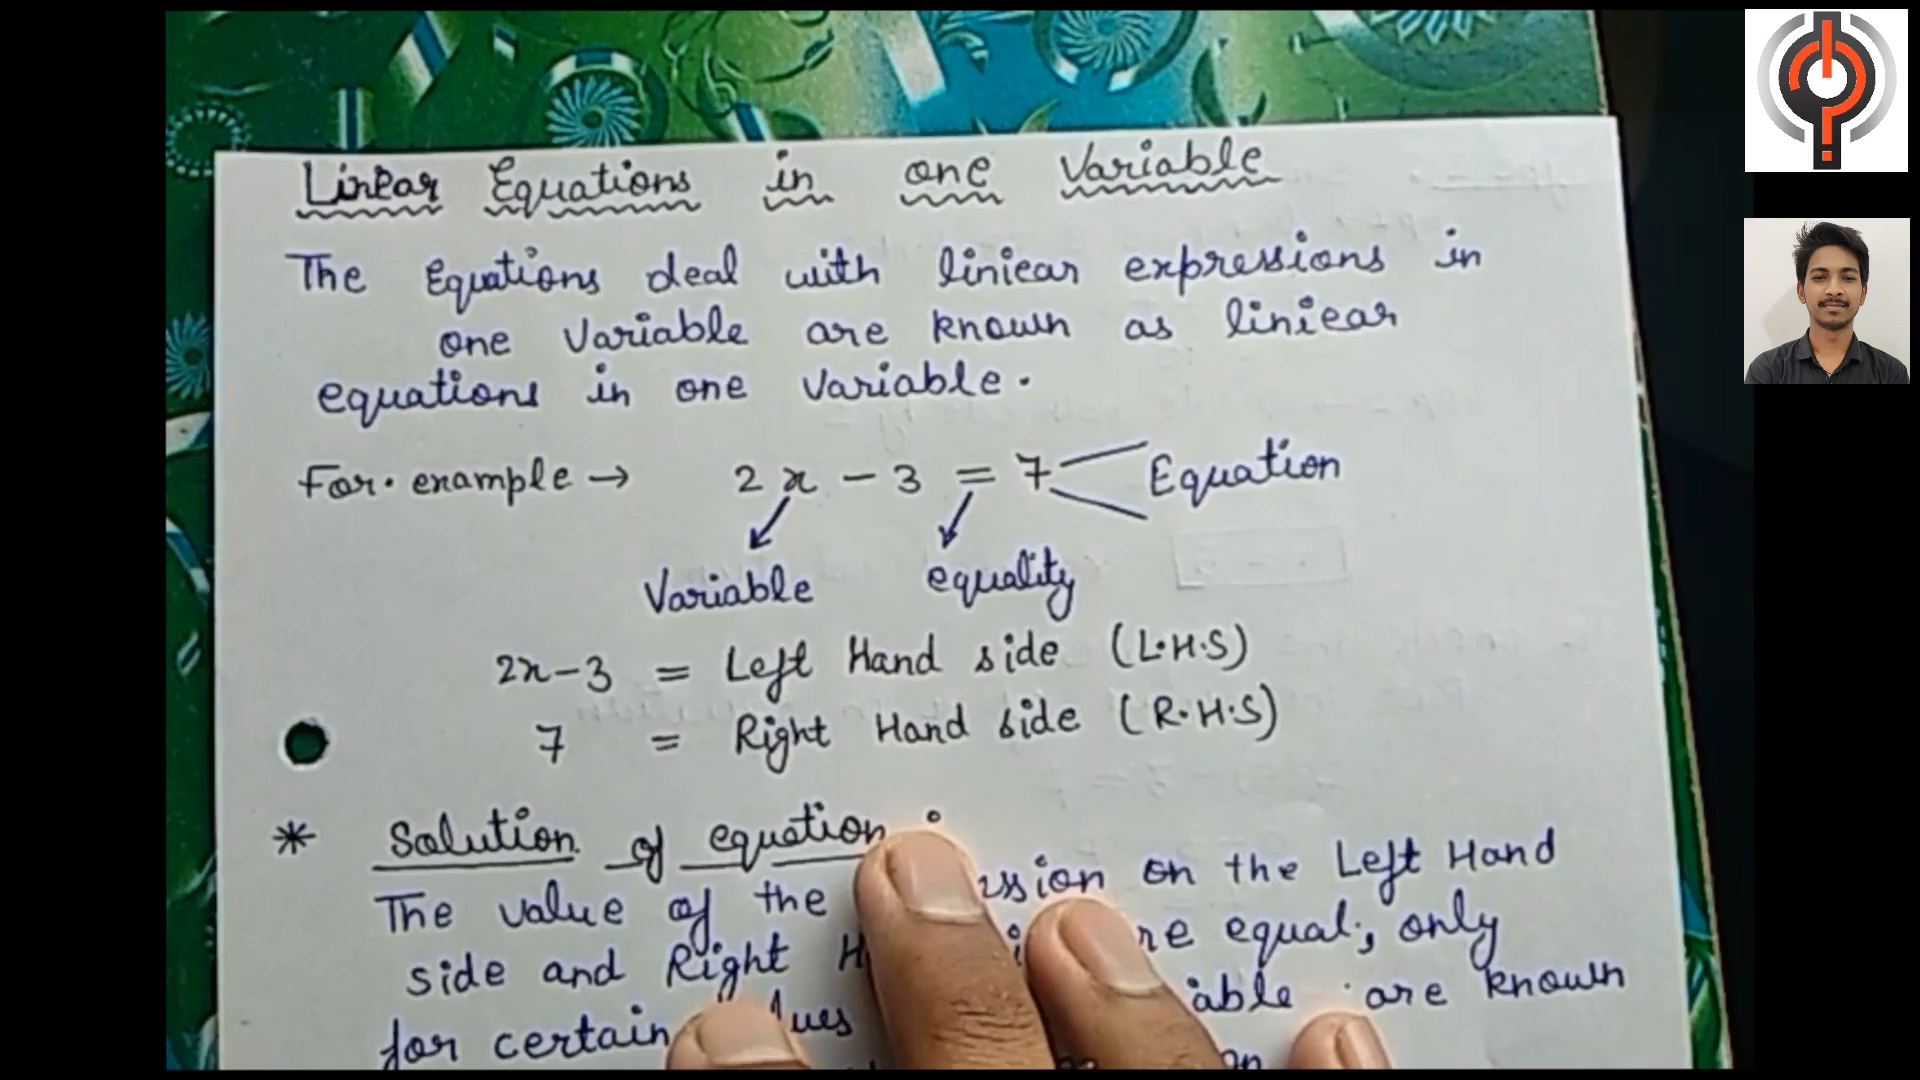 Linear Equations in one Variable
The Equations deal with liniear expressions in
one Variable are known as liniear
equations in one Variable.
For. example → 2x - 3 = 7 Equation
Variable equality
2x-3 = Left Hand side (L.H.S)
7 = Right Hand side (R.H.S)
* Solution of equation :
The value of the on the Left Hand
side and Right equal; only
for certain are known